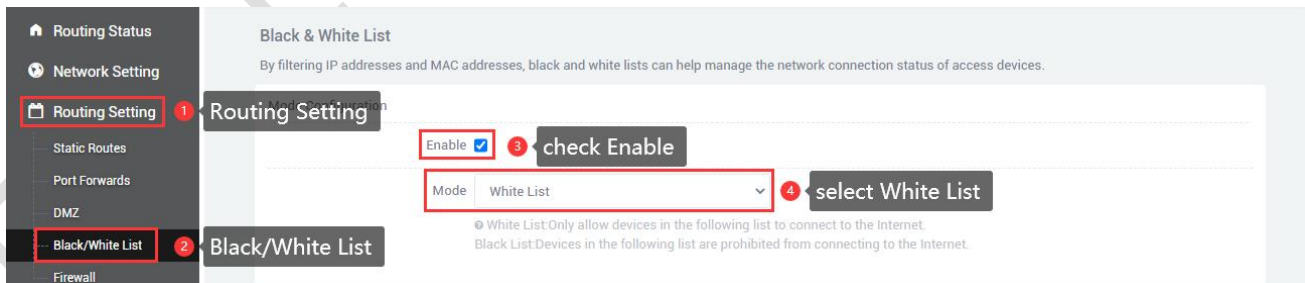 Routing Status
Network Setting
Routing Setting
1 Routing Setting
Static Routes
Port Forwards
DMZ
Black/White List
2 Black/White List
Firewall
Black & White List
By filtering IP addresses and MAC addresses, black and white lists can help manage the network connection status of access devices.
Mode Configuration
Enable
3 check Enable
Mode White List
4 select White List
White List:Only allow devices in the following list to connect to the Internet.
Black List:Devices in the following list are prohibited from connecting to the Internet.